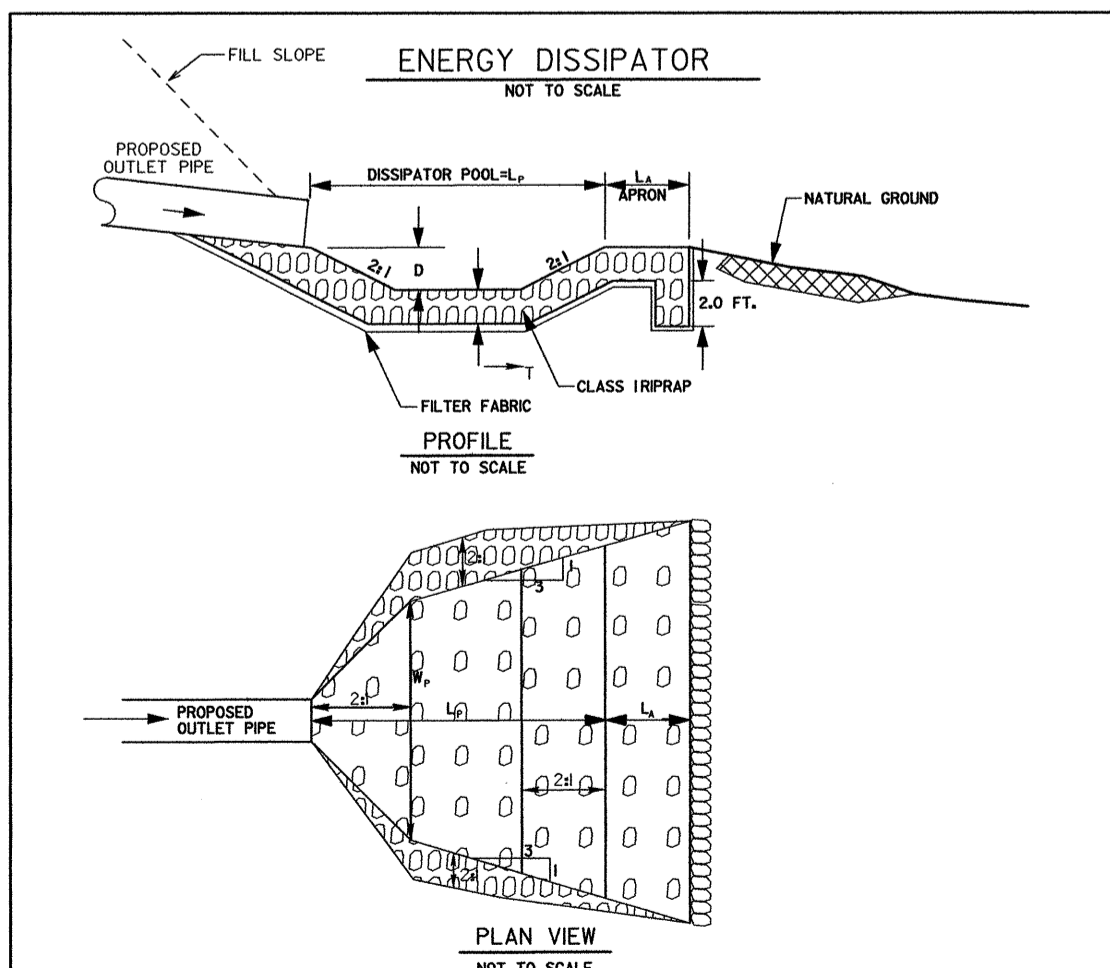 FILL SLOPE
ENERGY DISSIPATOR
NOT TO SCALE
PROPOSED
OUTLET PIPE
DISSIPATOR POOL=LP
LA
APRON
NATURAL GROUND
2:1
D
2:1
2.0 FT.
T
CLASS IRIPRAP
FILTER FABRIC
PROFILE
NOT TO SCALE
2:1
1
3
WP
2:1
PROPOSED
OUTLET PIPE
LP
LA
2:1
3
2:1
1
PLAN VIEW
NOT TO SCALE